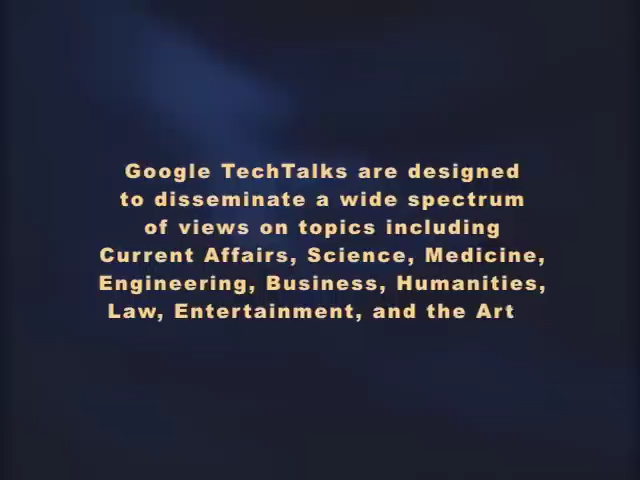 Google TechTalks are designed
to disseminate a wide spectrum
of views on topics including
Current Affairs, Science, Medicine,
Engineering, Business, Humanities,
Law, Entertainment, and the Art